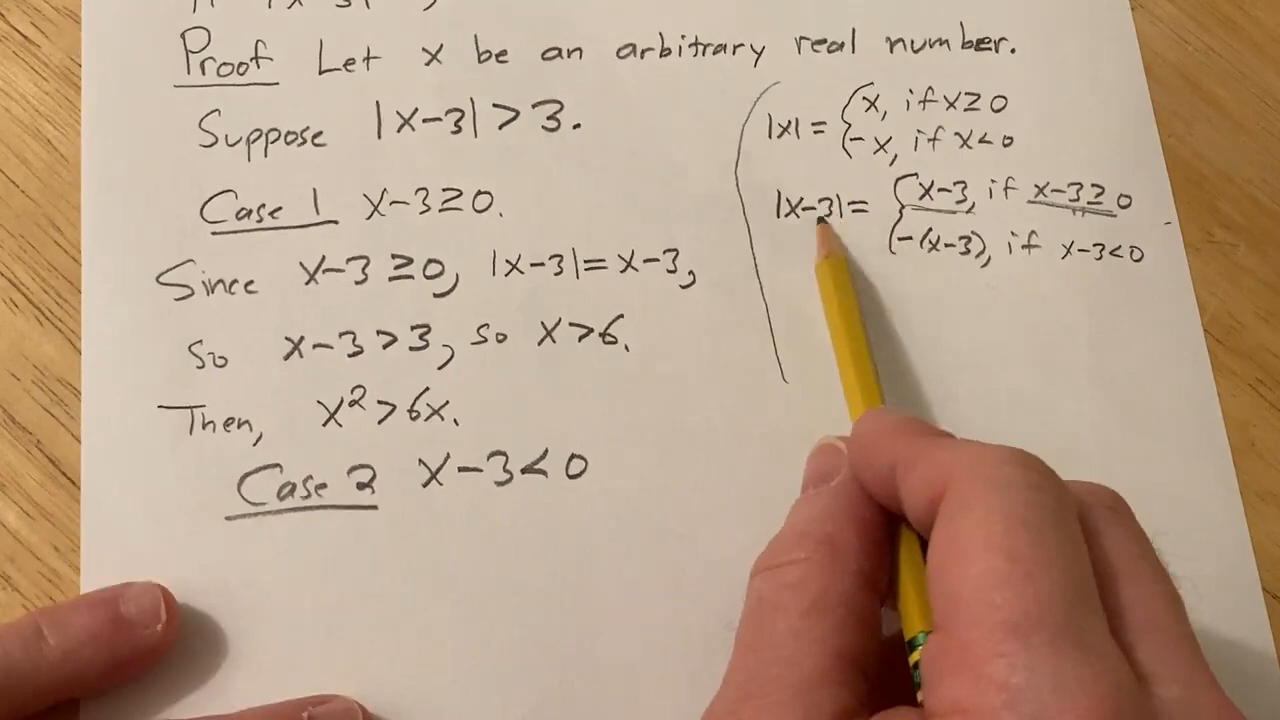 Proof Let x be an arbitrary real number.
Suppose |x-3| > 3.
Case 1 x-3≥0.
Since x-3≥0, |x-3|=x-3,
So x-3>3, so x>6.
Then, x²>6x.
Case 2 x-3<0
|x| = { x, if x≥0
-x, if x<0
|x-3| = { x-3, if x-3≥0
-(x-3), if x-3<0